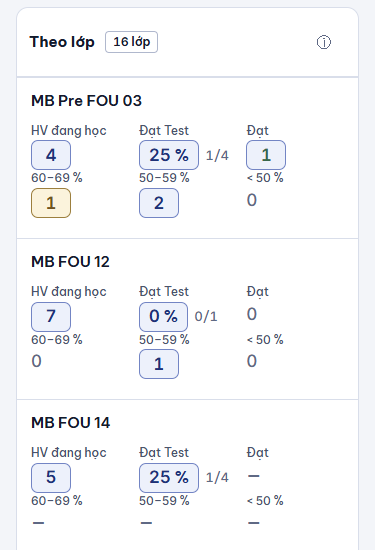 Theo lớp 16 lớp
MB Pre FOU 03
HV đang học Đạt Test Đạt
4 25 % 1/4 1
60–69 % 50–59 % < 50 %
1 2 0
MB FOU 12
HV đang học Đạt Test Đạt
7 0 % 0/1 0
60–69 % 50–59 % < 50 %
0 1 0
MB FOU 14
HV đang học Đạt Test Đạt
5 25 % 1/4 —
60–69 % 50–59 % < 50 %
— — —